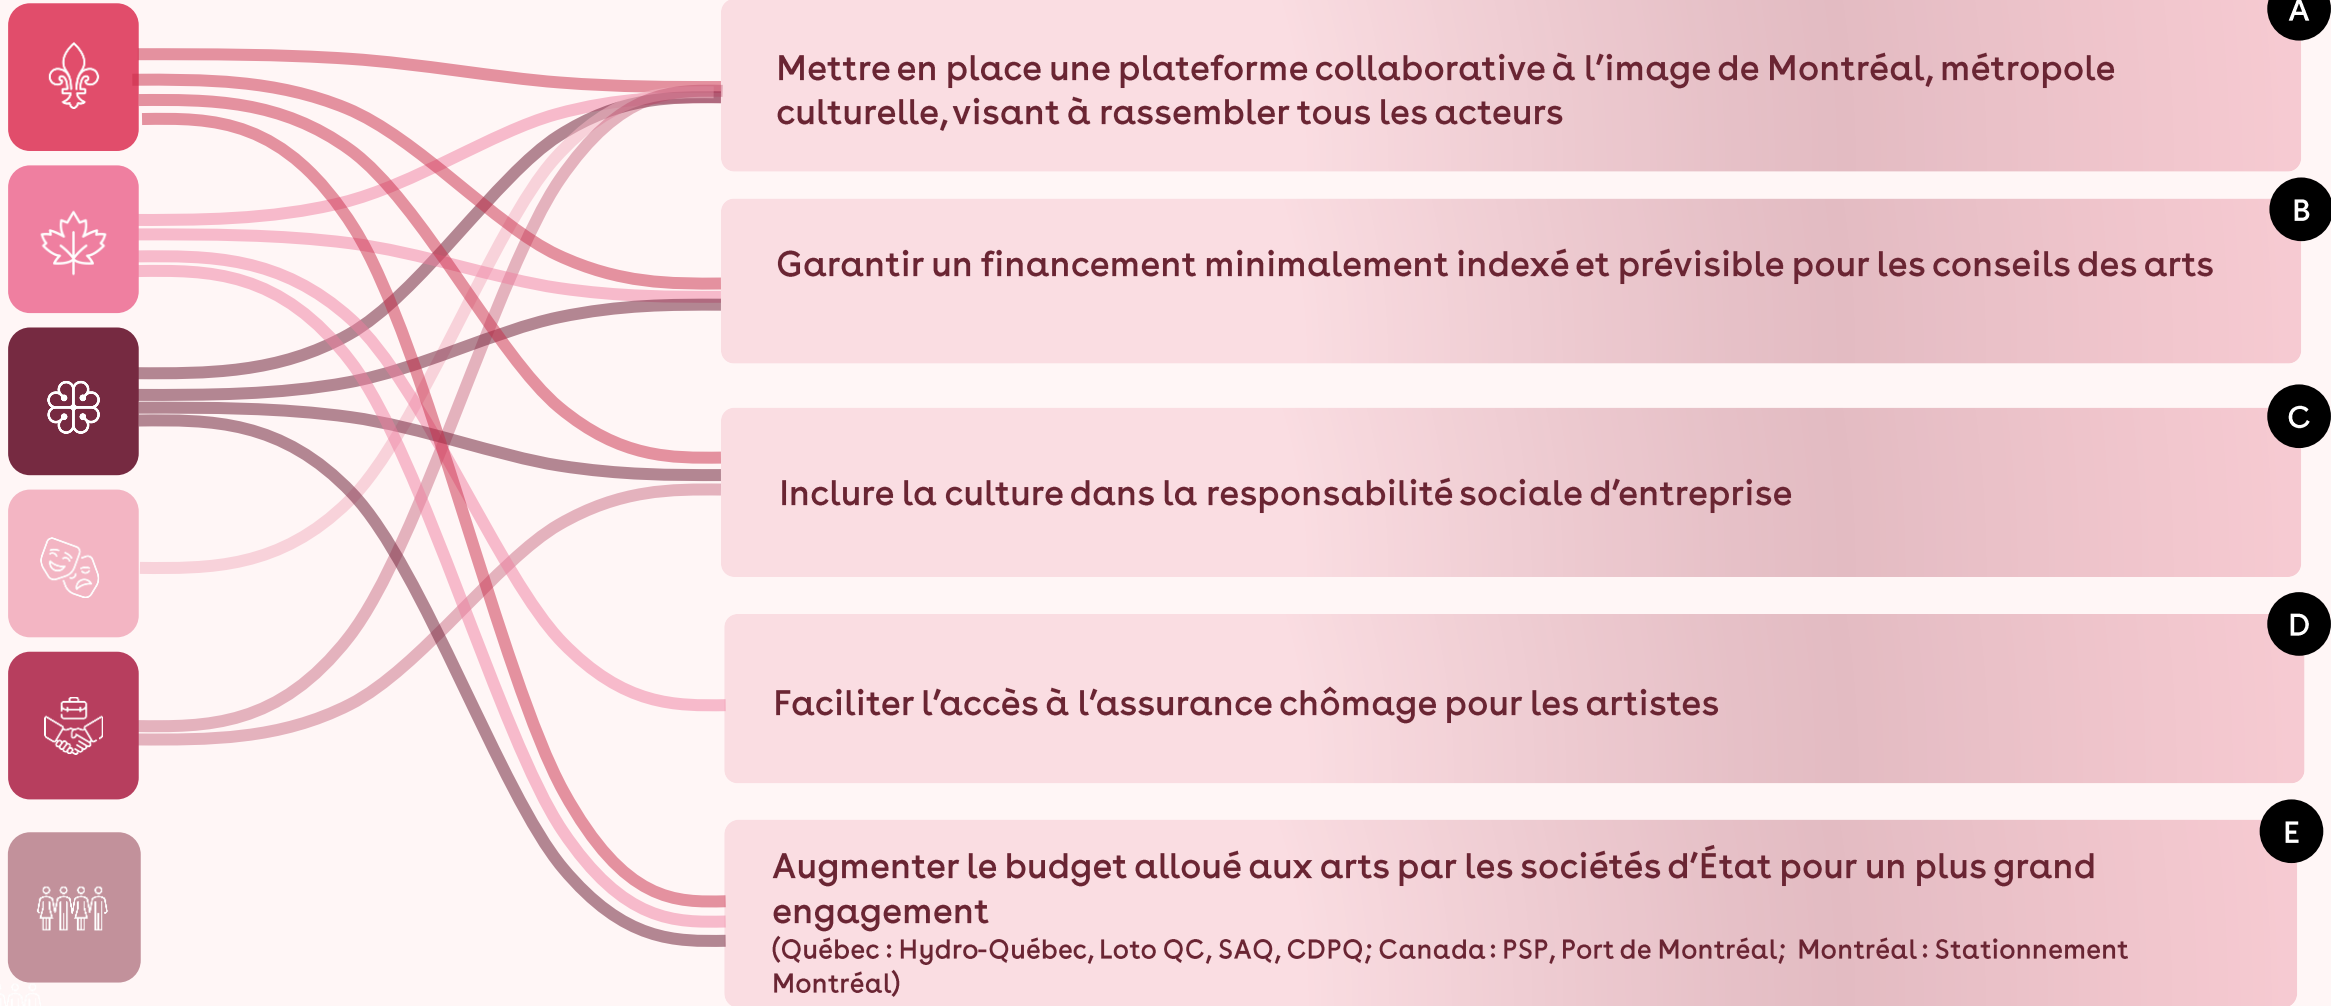 A
Mettre en place une plateforme collaborative à l’image de Montréal, métropole
culturelle, visant à rassembler tous les acteurs
B
Garantir un financement minimalement indexé et prévisible pour les conseils des arts
C
Inclure la culture dans la responsabilité sociale d’entreprise
D
Faciliter l’accès à l’assurance chômage pour les artistes
E
Augmenter le budget alloué aux arts par les sociétés d’État pour un plus grand
engagement
(Québec : Hydro-Québec, Loto QC, SAQ, CDPQ; Canada : PSP, Port de Montréal; Montréal : Stationnement
Montréal)